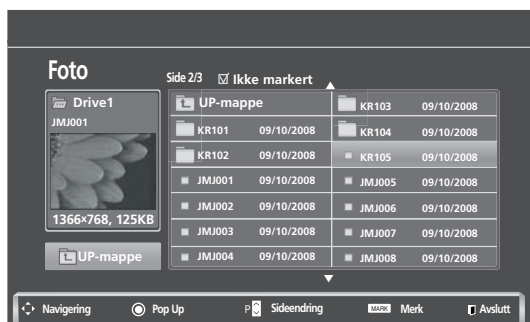 Foto
Side 2/3 Ikke markert
Drive1
JMJ001
1366×768, 125KB
UP-mappe
UP-mappe
KR101 09/10/2008
KR102 09/10/2008
JMJ001 09/10/2008
JMJ002 09/10/2008
JMJ003 09/10/2008
JMJ004 09/10/2008
KR103 09/10/2008
KR104 09/10/2008
KR105 09/10/2008
JMJ005 09/10/2008
JMJ006 09/10/2008
JMJ007 09/10/2008
JMJ008 09/10/2008
Navigering Pop Up P Sideendring MARK Merk Avslutt